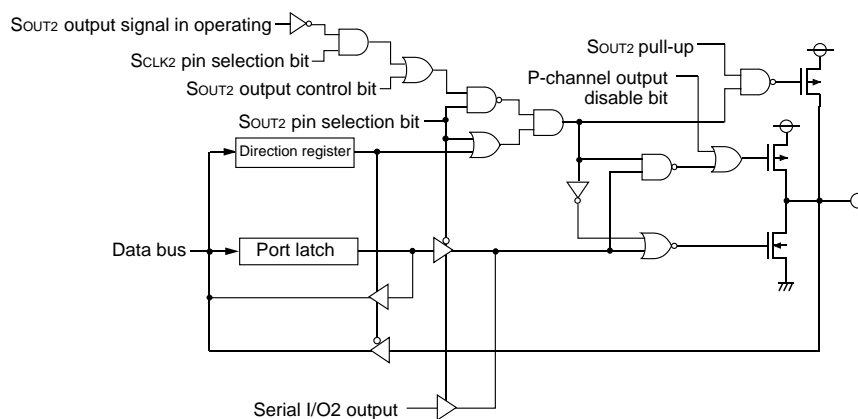 SOUT2 output signal in operating
SCLK2 pin selection bit
SOUT2 output control bit
SOUT2 pin selection bit
Direction register
Data bus
Port latch
Serial I/O2 output
SOUT2 pull-up
P-channel output
disable bit